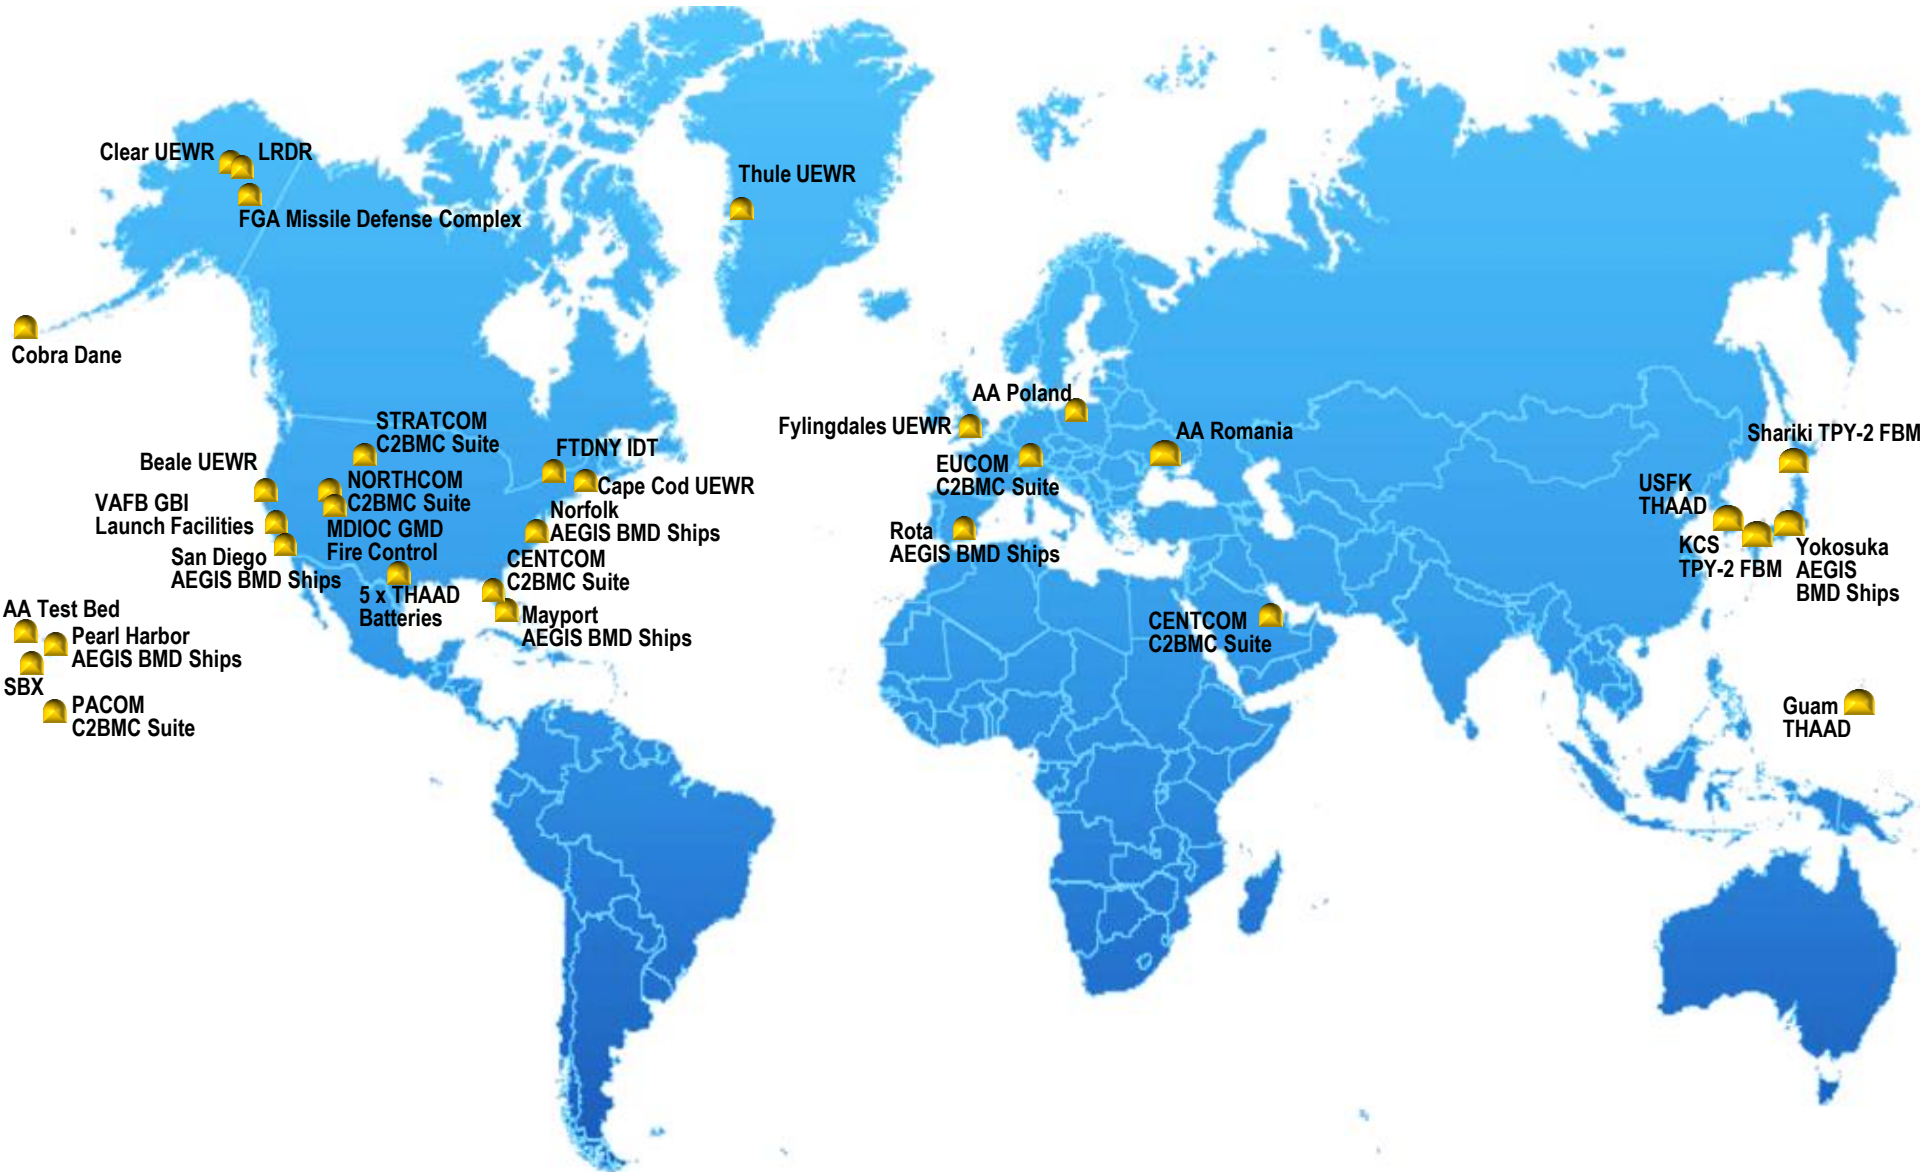 Clear UEWR
LRDR
FGA Missile Defense Complex
Thule UEWR
Cobra Dane
STRATCOM
C2BMC Suite
Beale UEWR
NORTHCOM
C2BMC Suite
VAFB GBI
Launch Facilities
MDIOC GMD
Fire Control
San Diego
AEGIS BMD Ships
5 x THAAD
Batteries
FTDNY IDT
Cape Cod UEWR
Norfolk
AEGIS BMD Ships
CENTCOM
C2BMC Suite
Mayport
AEGIS BMD Ships
AA Test Bed
Pearl Harbor
AEGIS BMD Ships
SBX
PACOM
C2BMC Suite
AA Poland
Fylingdales UEWR
AA Romania
EUCOM
C2BMC Suite
Rota
AEGIS BMD Ships
CENTCOM
C2BMC Suite
Shariki TPY-2 FBM
USFK
THAAD
KCS
TPY-2 FBM
Yokosuka
AEGIS
BMD Ships
Guam
THAAD